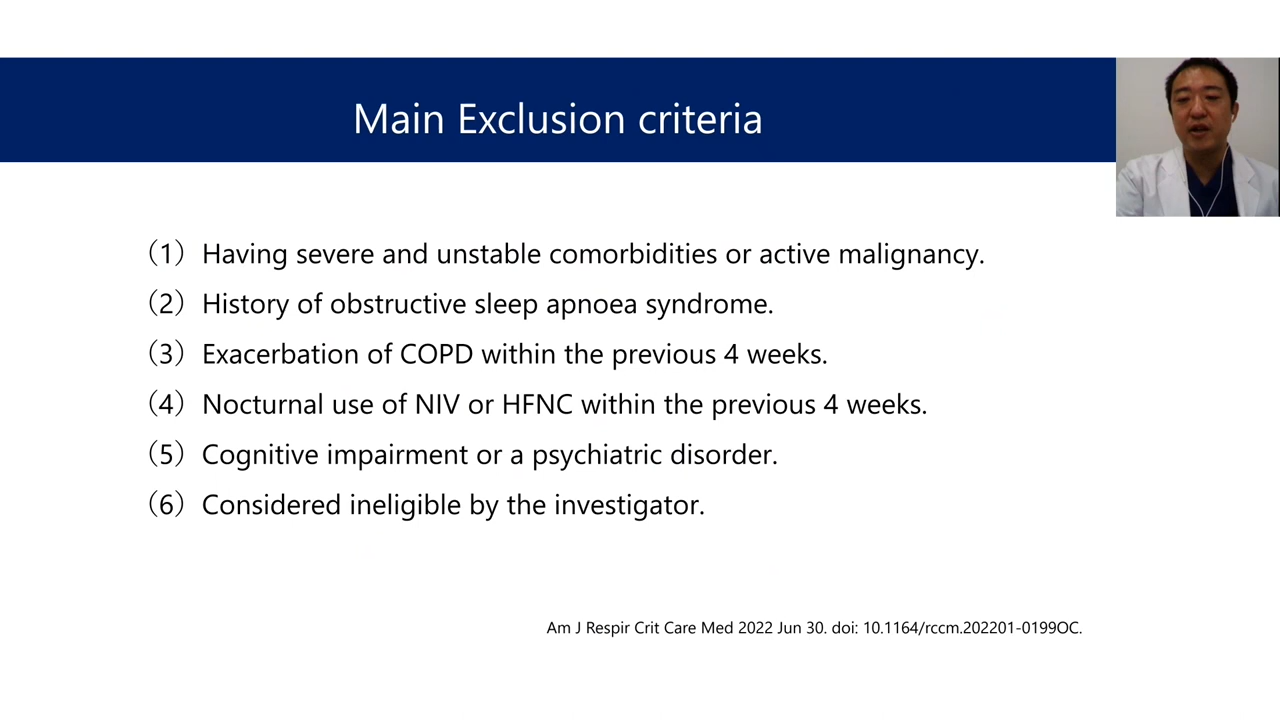 Main Exclusion criteria
（1）Having severe and unstable comorbidities or active malignancy.
（2）History of obstructive sleep apnoea syndrome.
（3）Exacerbation of COPD within the previous 4 weeks.
（4）Nocturnal use of NIV or HFNC within the previous 4 weeks.
（5）Cognitive impairment or a psychiatric disorder.
（6）Considered ineligible by the investigator.
Am J Respir Crit Care Med 2022 Jun 30. doi: 10.1164/rccm.202201-0199OC.